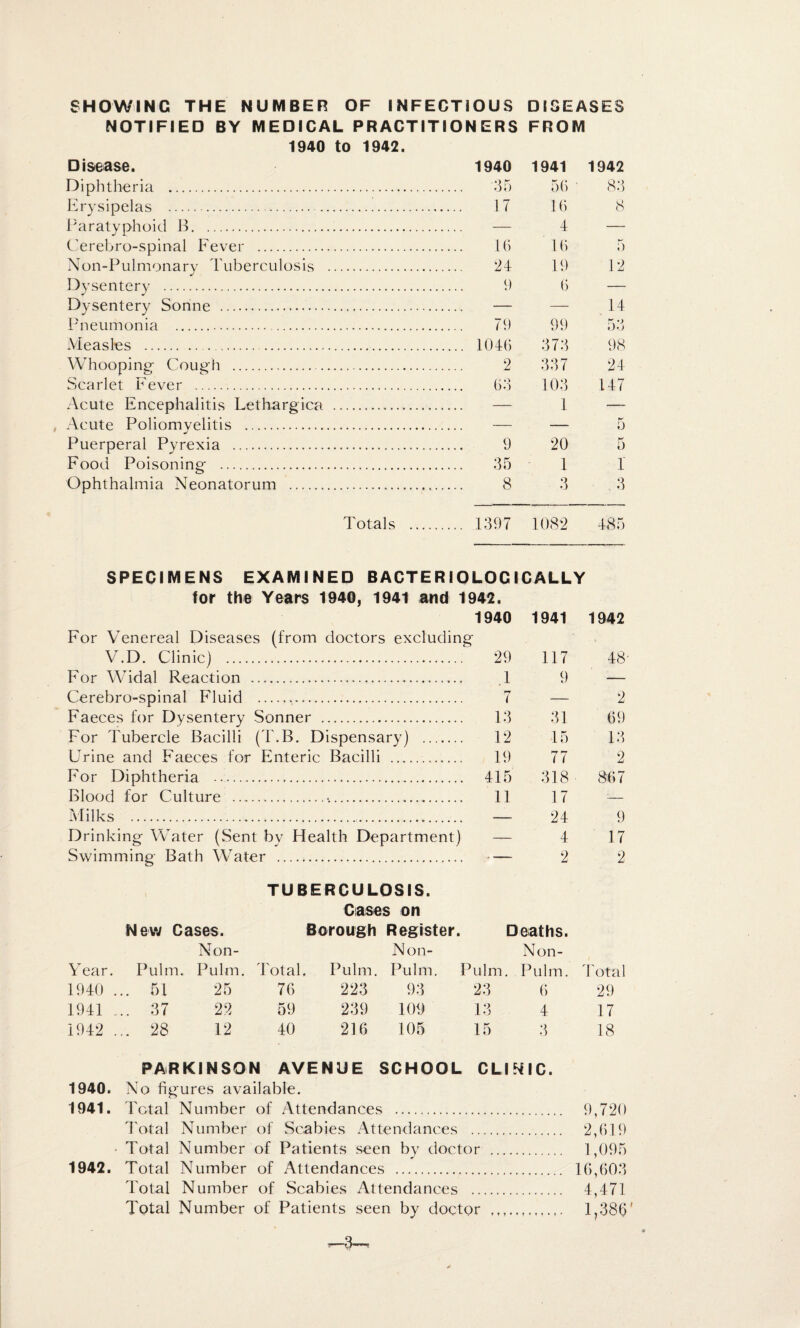 SHOWING THE NUMBER OF INFECTIOUS DISEASES
NOTIFIED BY MEDICAL PRACTITIONERS FROM
1940 to 1942.
Disease. 1940 1941 1942
Diphtheria ........ 35 56 83
Erysipelas ........ 17 16 8
Paratyphoid B. ........ — 4 —
Cerebro-spinal Fever ........ 16 16 5
Non-Pulmonary Tuberculosis ........ 24 19 12
Dysentery ........ 9 6 —
Dysentery Sonne ........ — — 14
Pneumonia ........ 79 99 53
Measles ........ 1046 373 98
Whooping Cough ........ 2 337 24
Scarlet Fever ........ 63 103 147
Acute Encephalitis Lethargica ........ — 1 —
Acute Poliomyelitis ........ — — 5
Puerperal Pyrexia ........ 9 20 5
Food Poisoning ........ 35 1 1
Ophthalmia Neonatorum ........ 8 3 3
Totals ........ 1397 1082 485
SPECIMENS EXAMINED BACTERIOLOGICALLY
for the Years 1940, 1941 and 1942.
1940 1941 1942
For Venereal Diseases (from doctors excluding
V.D. Clinic) ........ 29 117 48
For Widal Reaction ........ 1 9 —
Cerebro-spinal Fluid ........ 7 — 2
Faeces for Dysentery Sonner ........ 13 31 69
For Tubercle Bacilli (T.B. Dispensary) ........ 12 15 13
Urine and Faeces for Enteric Bacilli ........ 19 77 2
For Diphtheria ........ 415 318 867
Blood for Culture ........ 11 17 —
Milks ........ — 24 9
Drinking Water (Sent by Health Department) — 4 17
Swimming Bath Water ........ — 2 2
TUBERCULOSIS.
Cases on
New Cases. Borough Register. Deaths.
Non- Non- Non-
Year. Pulm. Pulm. Total. Pulm. Pulm. Pulm. Pulm. Total
1940 ... 51 25 76 223 93 23 6 29
1941 ... 37 22 59 239 109 13 4 17
1942 ... 28 12 40 216 105 15 3 18
PARKINSON AVENUE SCHOOL CLINIC.
1940. No figures available.
1941. Total Number of Attendances ........ 9,720
Total Number of Scabies Attendances ........ 2,619
Total Number of Patients seen by doctor ........ 1,095
1942. Total Number of Attendances ........ 16,603
Total Number of Scabies Attendances ........ 4,471
Total Number of Patients seen by doctor ........ 1,386
—3—